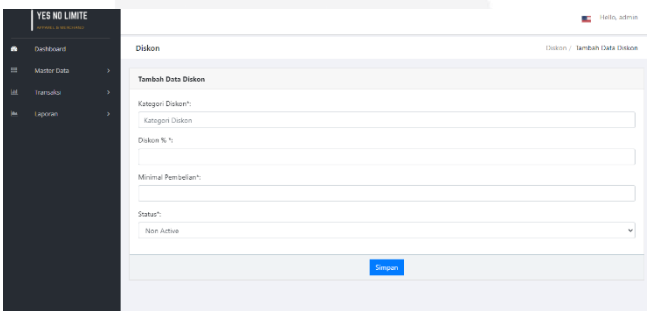 YES NO LIMITE
Hello, admin
Dashboard
Master Data
Transaksi
Laporan
Diskon
Diskon / Tambah Data Diskon
Tambah Data Diskon
Kategori Diskon*:
Kategori Diskon
Diskon % *:
Minimal Pembelian*:
Status*:
Non Active
Simpan